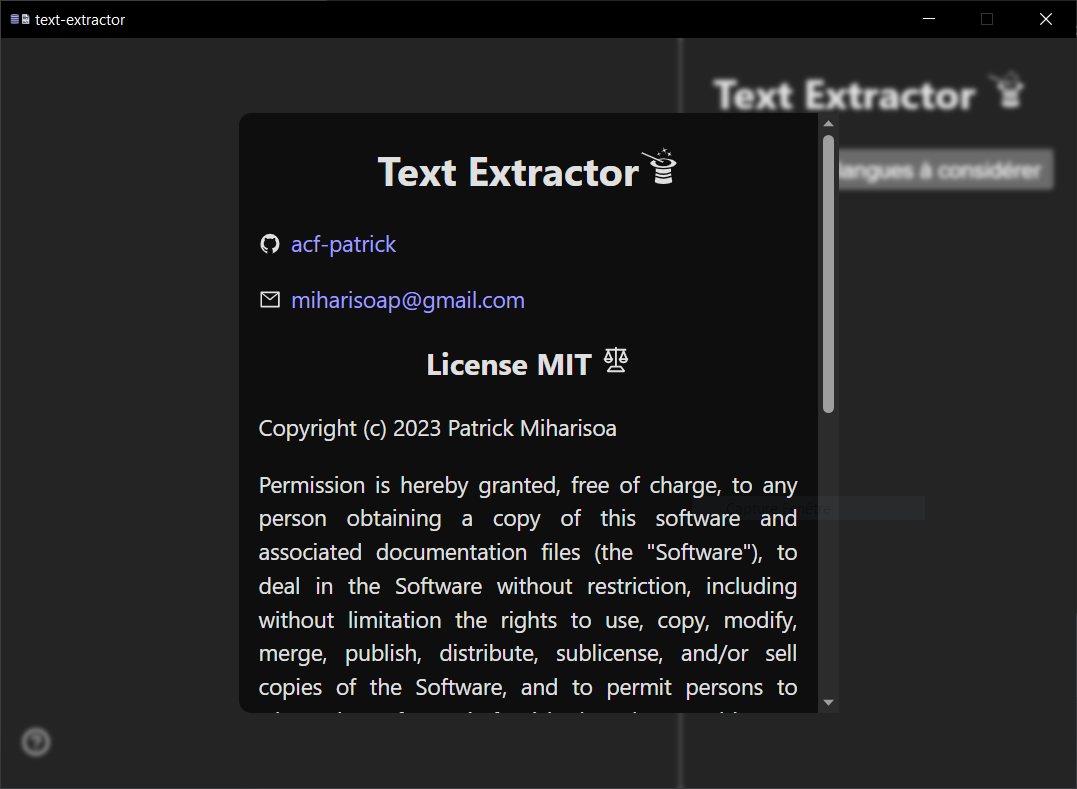 text-extractor
Text Extractor
langues à considérer
Text Extractor
acf-patrick
miharisoap@gmail.com
License MIT
Copyright (c) 2023 Patrick Miharisoa
Permission is hereby granted, free of charge, to any
person obtaining a copy of this software and
associated documentation files (the "Software"), to
deal in the Software without restriction, including
without limitation the rights to use, copy, modify,
merge, publish, distribute, sublicense, and/or sell
copies of the Software, and to permit persons to